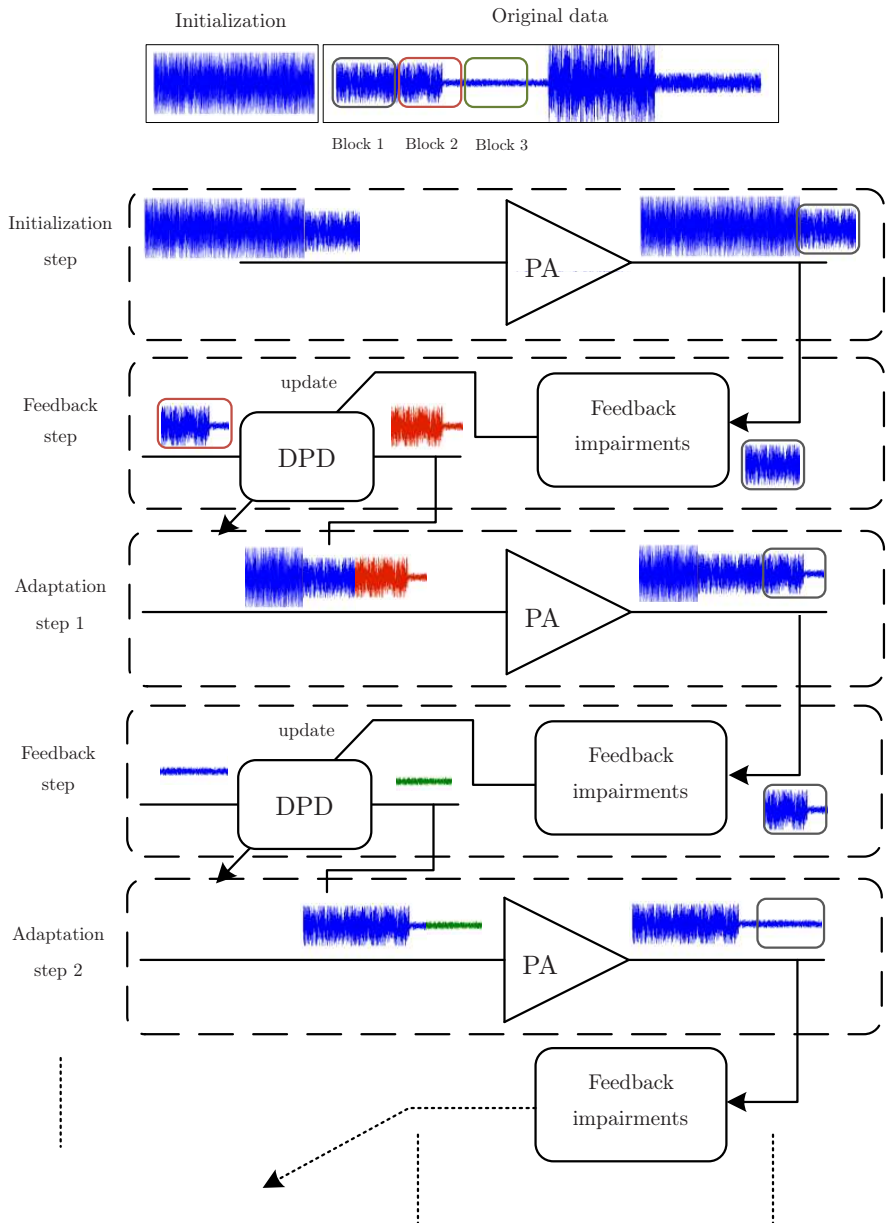 Initialization
Original data
Block 1
Block 2
Block 3
Initialization
step
PA
Feedback
step
update
DPD
Feedback
impairments
Adaptation
step 1
PA
Feedback
step
update
DPD
Feedback
impairments
Adaptation
step 2
PA
Feedback
impairments